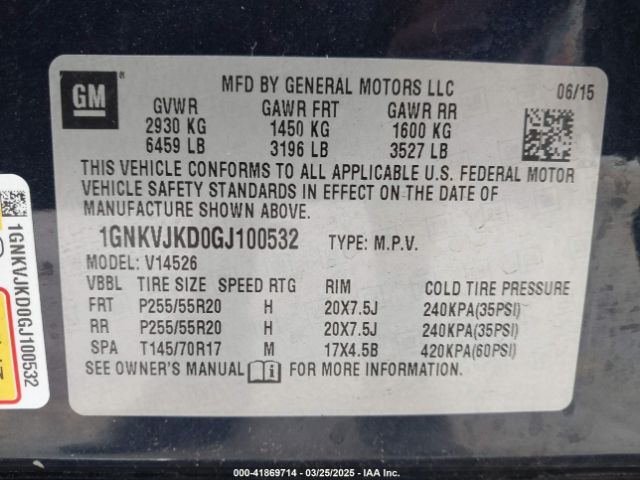 GM
®
MFD BY GENERAL MOTORS LLC
06/15
GVWR GAWR FRT GAWR RR
2930 KG 1450 KG 1600 KG
6459 LB 3196 LB 3527 LB
THIS VEHICLE CONFORMS TO ALL APPLICABLE U.S. FEDERAL MOTOR
VEHICLE SAFETY STANDARDS IN EFFECT ON THE DATE OF
MANUFACTURE SHOWN ABOVE.
1GNKVJKD0GJ100532 TYPE: M.P.V.
MODEL: V14526
VBBL TIRE SIZE SPEED RTG RIM COLD TIRE PRESSURE
FRT P255/55R20 H 20X7.5J 240KPA(35PSI)
RR P255/55R20 H 20X7.5J 240KPA(35PSI)
SPA T145/70R17 M 17X4.5B 420KPA(60PSI)
SEE OWNER'S MANUAL i FOR MORE INFORMATION.
1GNKVJKD0GJ100532
000-41869714 — 03/25/2025 — IAA Inc.